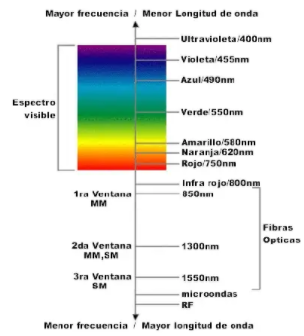 Mayor frecuencia / Menor Longitud de onda
Ultravioleta/400nm
Violeta/455nm
Azul/490nm
Espectro
visible
Verde/550nm
Amarillo/580nm
Naranja/620nm
Rojo/750nm
Infra rojo/800nm
1ra Ventana
MM
850nm
Fibras
Opticas
2da Ventana
MM,SM
1300nm
3ra Ventana
SM
1550nm
microondas
RF
Menor frecuencia / Mayor longitud de onda